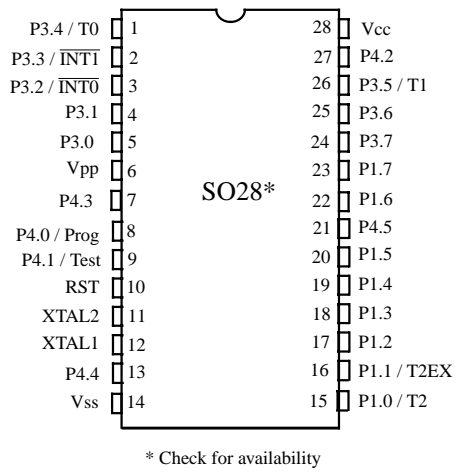 P3.4 / T0 1 28 Vcc
P3.3 / INT1 2 27 P4.2
P3.2 / INT0 3 26 P3.5 / T1
P3.1 4 25 P3.6
P3.0 5 24 P3.7
Vpp 6 23 P1.7
SO28*
P4.3 7 22 P1.6
P4.0 / Prog 8 21 P4.5
P4.1 / Test 9 20 P1.5
RST 10 19 P1.4
XTAL2 11 18 P1.3
XTAL1 12 17 P1.2
P4.4 13 16 P1.1 / T2EX
Vss 14 15 P1.0 / T2
* Check for availability